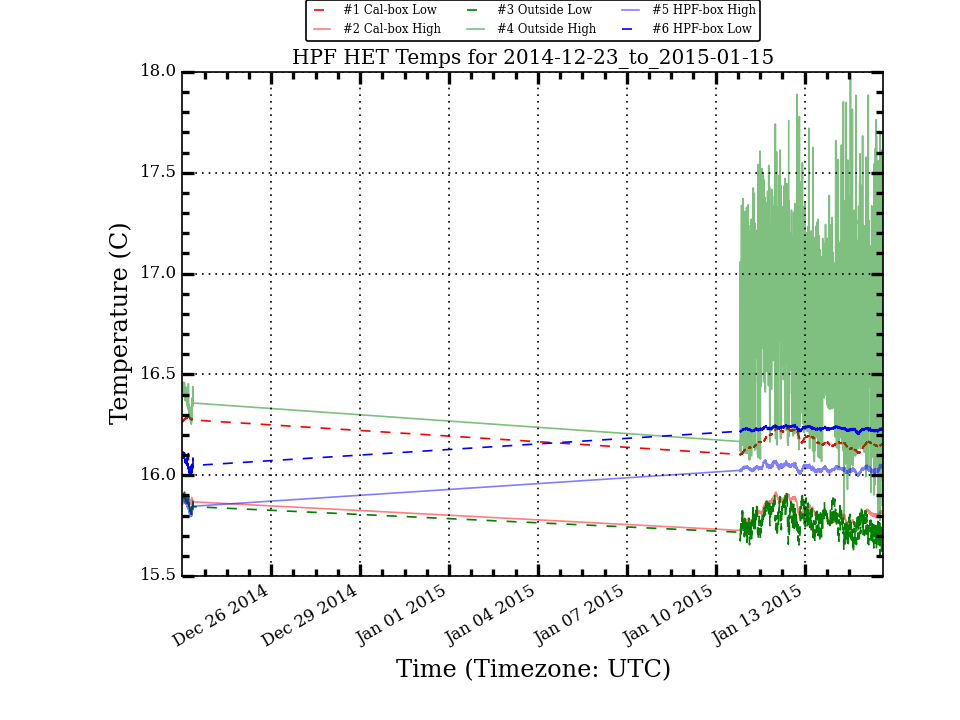 #1 Cal-box Low #3 Outside Low #5 HPF-box High
#2 Cal-box High #4 Outside High #6 HPF-box Low
HPF HET Temps for 2014-12-23_to_2015-01-15
18.0
17.5
17.0
16.5
16.0
15.5
Temperature (C)
Dec 26 2014 Dec 29 2014 Jan 01 2015 Jan 04 2015 Jan 07 2015 Jan 10 2015 Jan 13 2015
Time (Timezone: UTC)